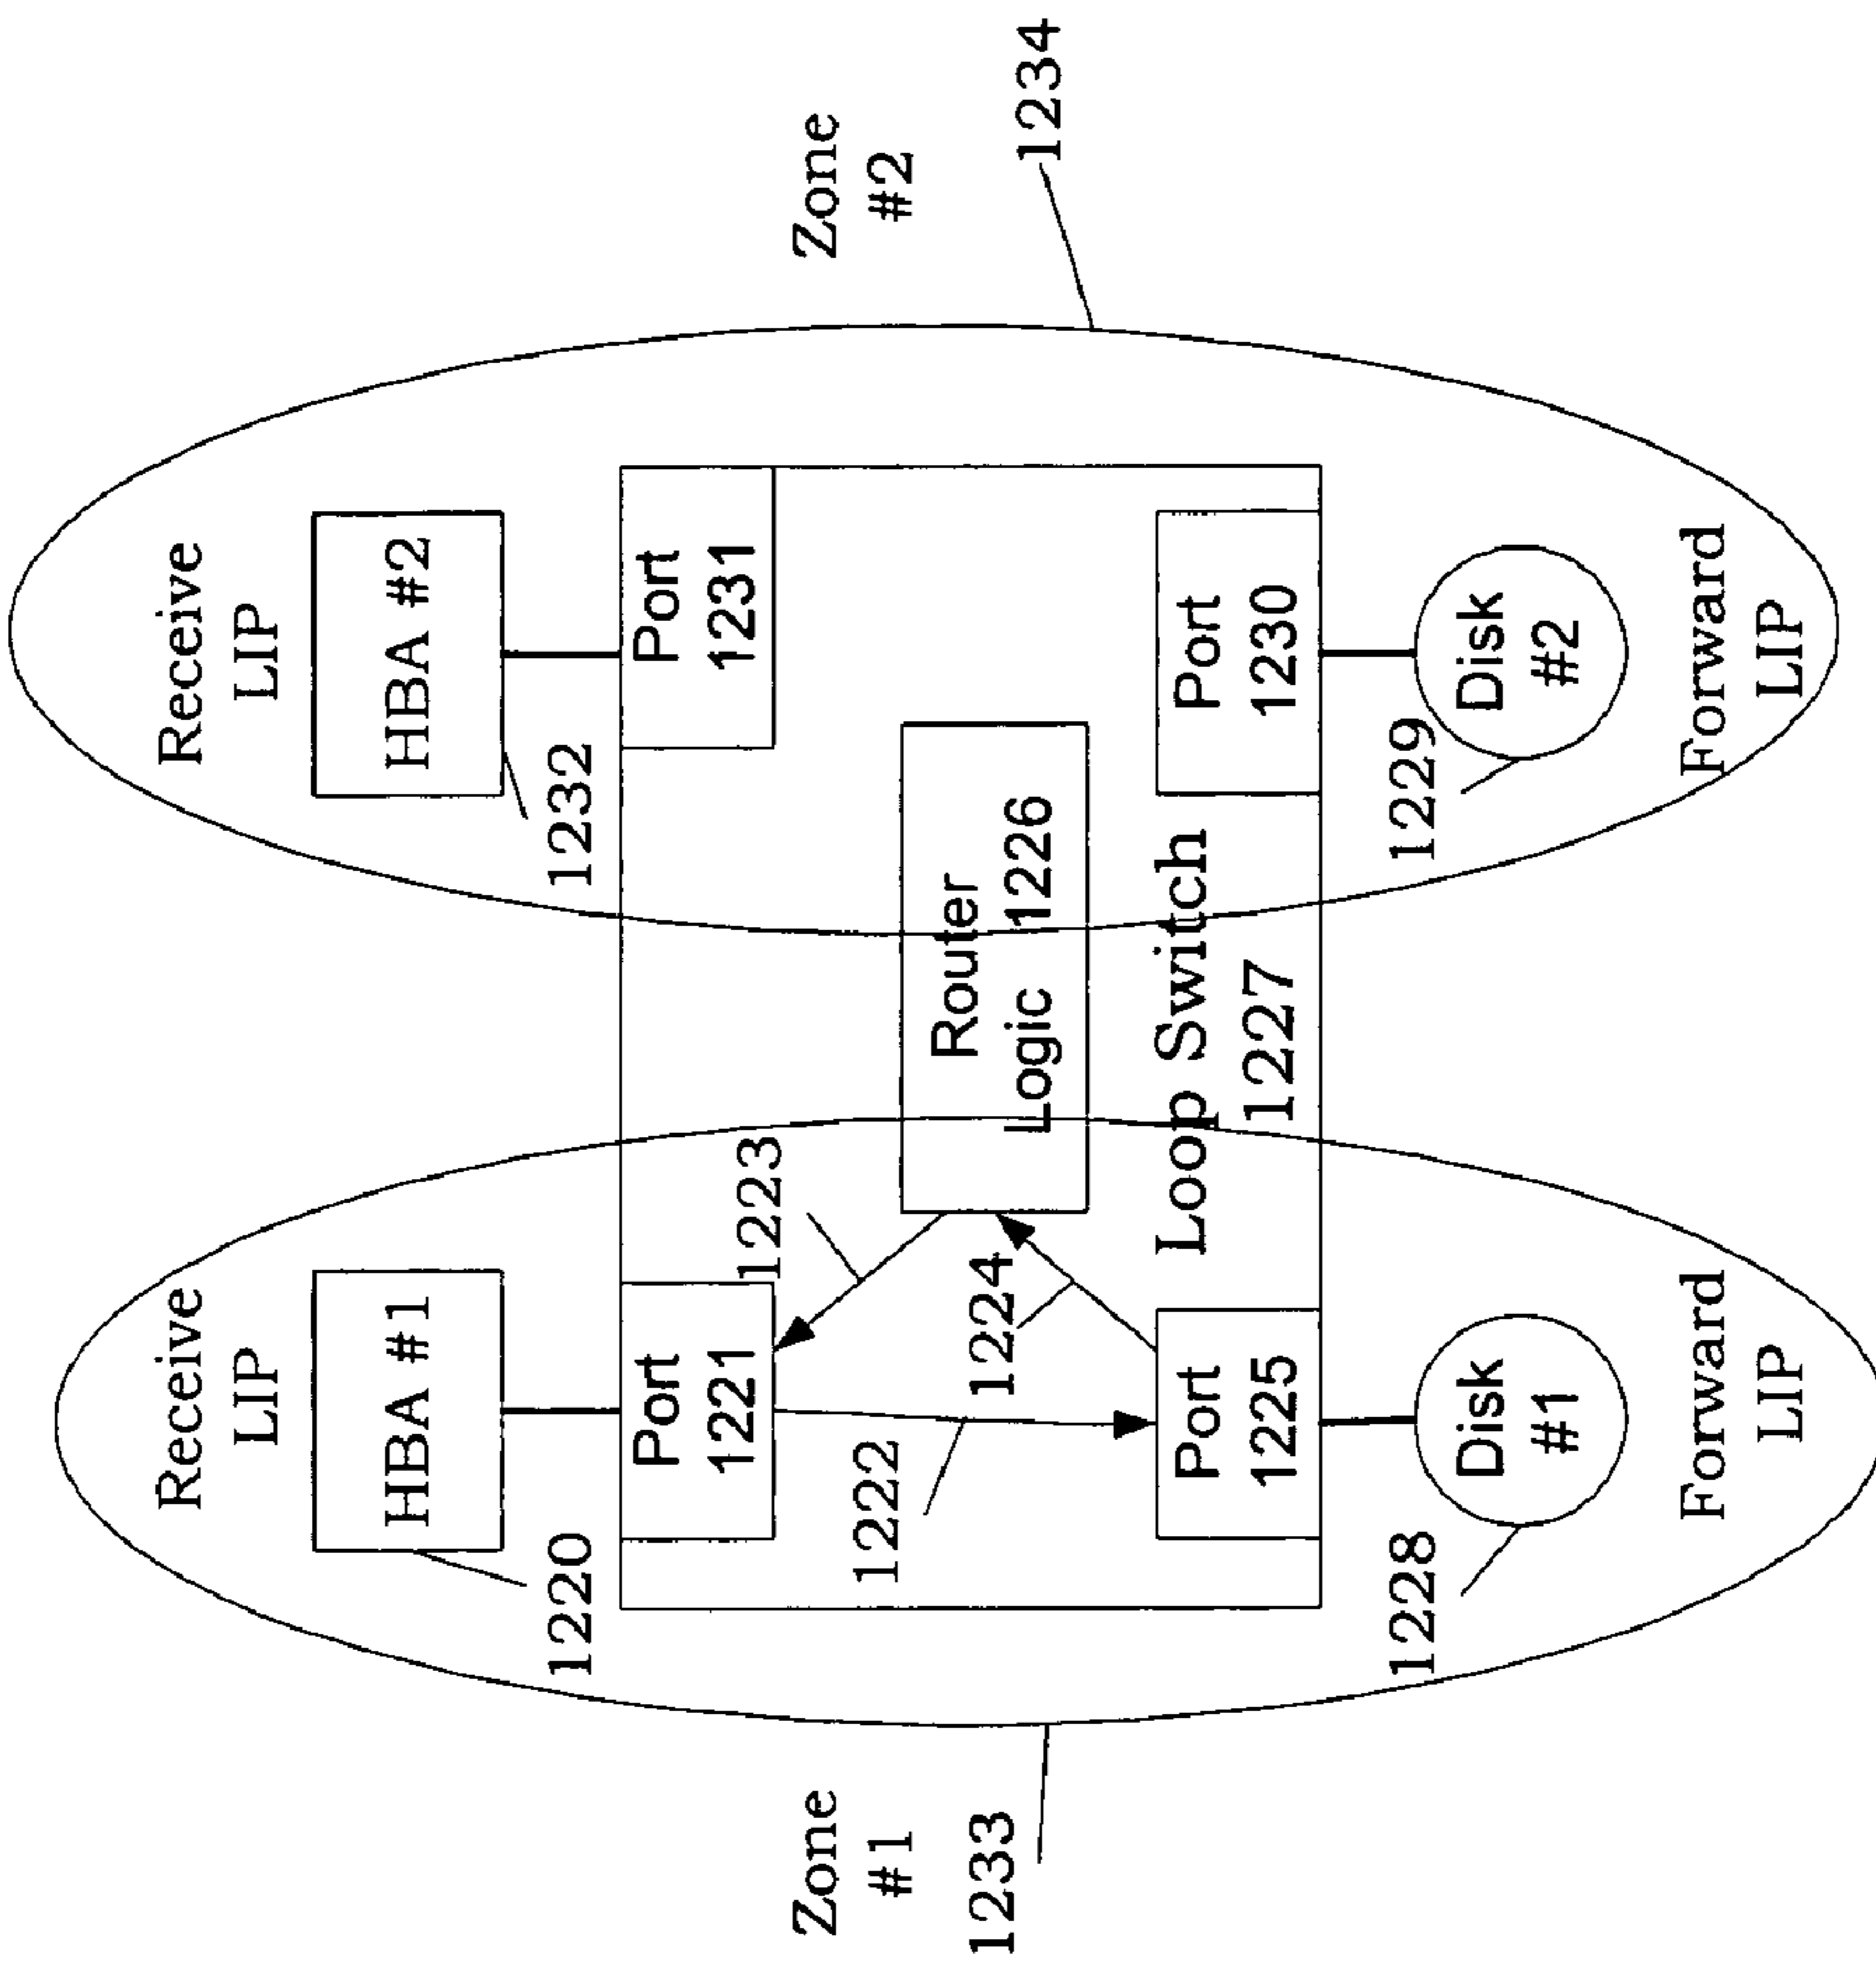 Receive
LIP
HBA #1
1220
Receive
LIP
HBA #2
1232
Port
1221
1223
Port
1231
Zone
#1
1233
1222
1224
Router
Logic 1226
Zone
#2
1234
Port
1225
Loop Switch
1227
Port
1230
1228
Disk
#1
1229
Disk
#2
Forward
LIP
Forward
LIP